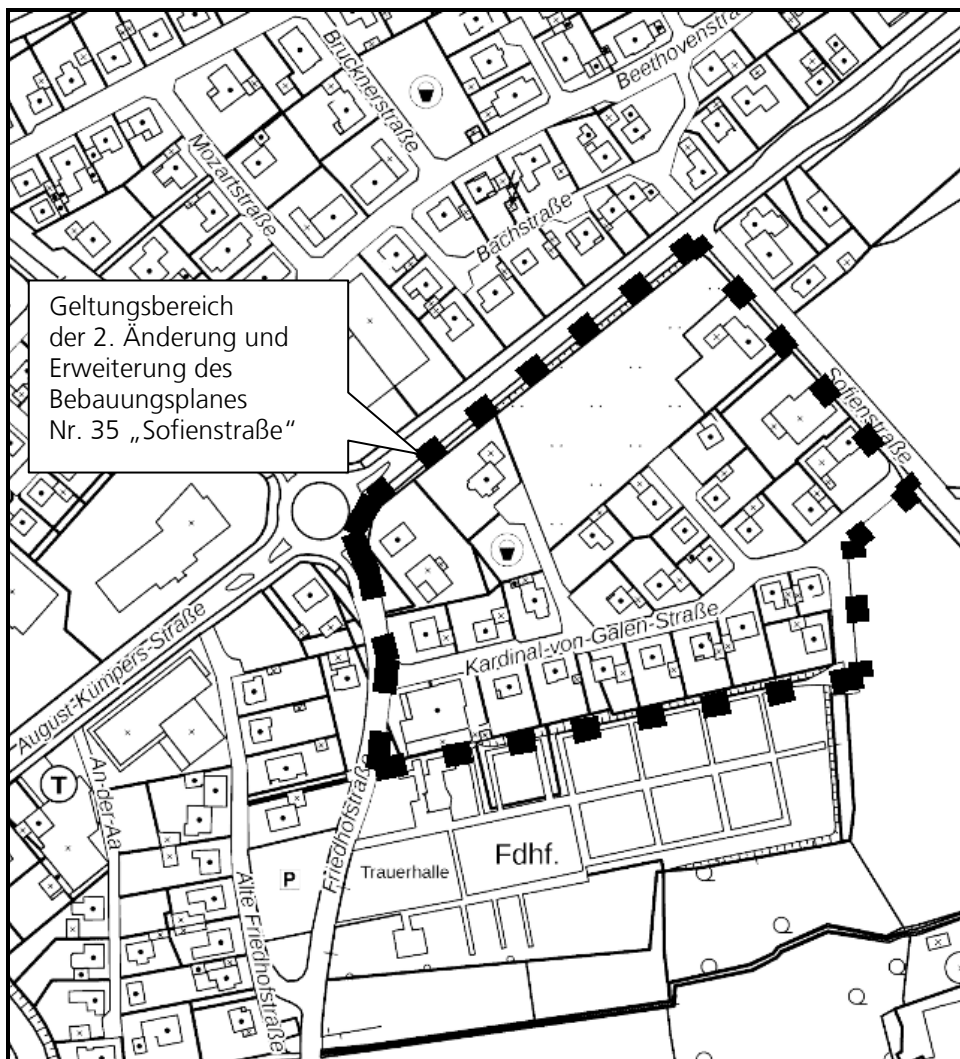 Brucknerstraße
Beethovenstraß
Mozartstraße
Bachstraße
Geltungsbereich
der 2. Änderung und
Erweiterung des
Bebauungsplanes
Nr. 35 „Sofienstraße“
Sofienstraße
Kardinal-von-Galen-Straße
August-Kümpers-Straße
An-der-Aa
T
Friedhofstraße
Alte Friedhofstraße
P
Trauerhalle
Fdhf.